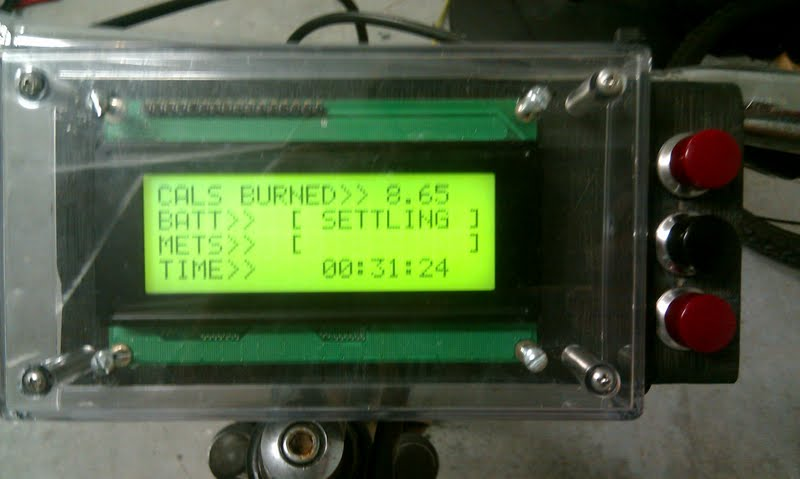 CALS BURNED>> 8.65
BATT>> [ SETTLING ]
METS>> [ ]
TIME>> 00:31:24